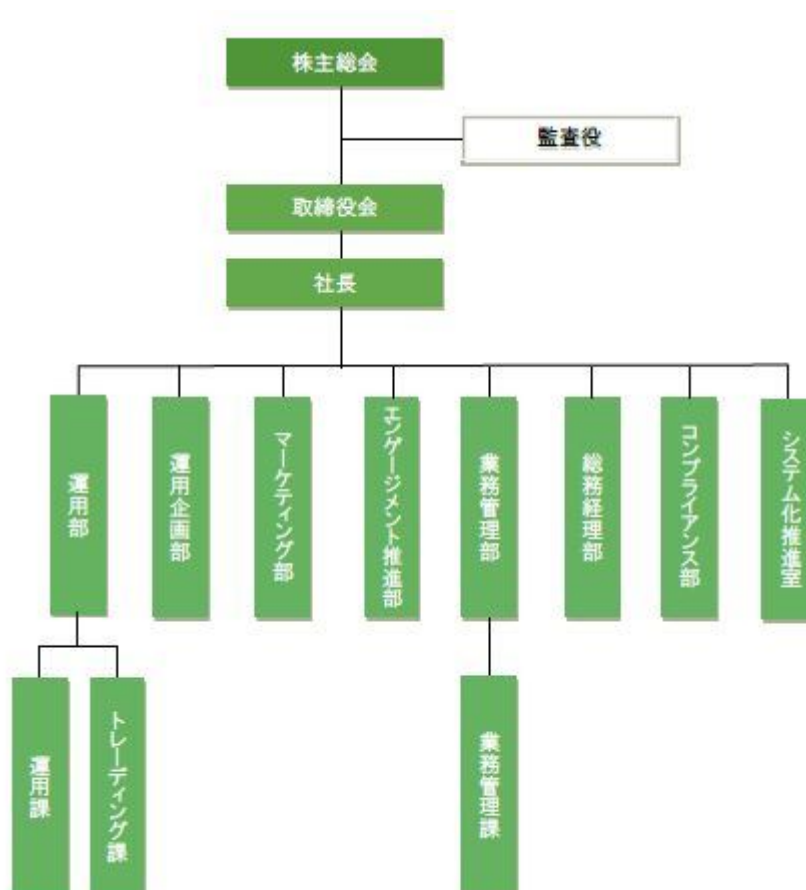 株主総会
監査役
取締役会
社長
運用部
運用企画部
マーケティング部
エンゲージメント推進部
業務管理部
総務経理部
コンプライアンス部
システム化推進室
運用課
トレーディング課
業務管理課